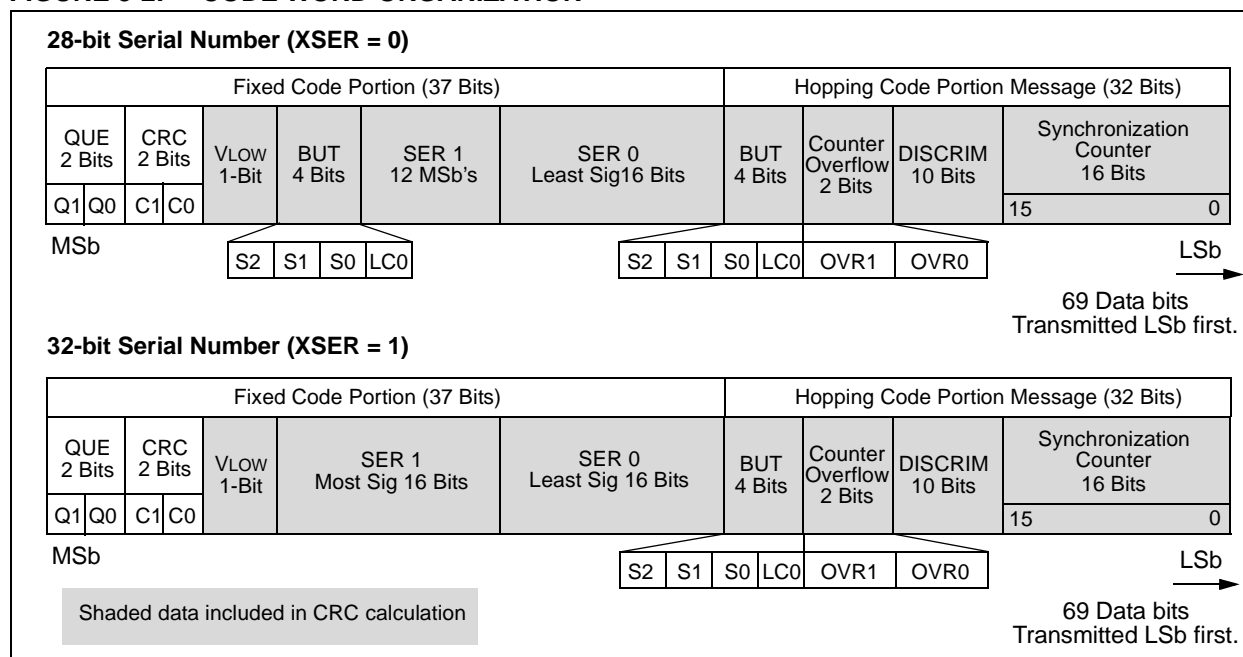 28-bit Serial Number (XSER = 0)
Fixed Code Portion (37 Bits)
Hopping Code Portion Message (32 Bits)
QUE
2 Bits
CRC
2 Bits
VLOW
1-Bit
BUT
4 Bits
SER 1
12 MSb's
SER 0
Least Sig16 Bits
BUT
4 Bits
Counter
Overflow
2 Bits
DISCRIM
10 Bits
Synchronization
Counter
16 Bits
Q1 Q0
C1 C0
15 0
MSb
S2 S1 S0 LC0
S2 S1 S0 LC0 OVR1 OVR0
LSb
69 Data bits
Transmitted LSb first.
32-bit Serial Number (XSER = 1)
Fixed Code Portion (37 Bits)
Hopping Code Portion Message (32 Bits)
QUE
2 Bits
CRC
2 Bits
VLOW
1-Bit
SER 1
Most Sig 16 Bits
SER 0
Least Sig 16 Bits
BUT
4 Bits
Counter
Overflow
2 Bits
DISCRIM
10 Bits
Synchronization
Counter
16 Bits
Q1 Q0
C1 C0
15 0
MSb
S2 S1 S0 LC0 OVR1 OVR0
LSb
Shaded data included in CRC calculation
69 Data bits
Transmitted LSb first.